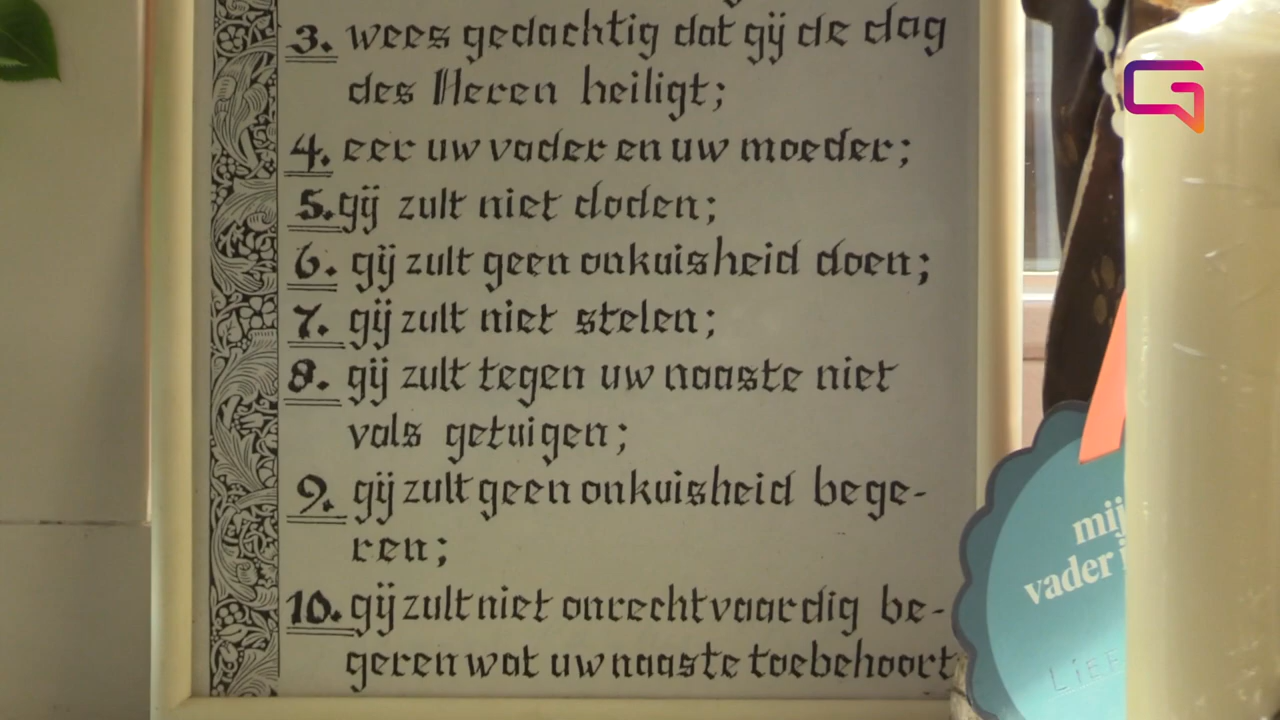 3. wees gedachtig dat gij de dag
des Heren heiligt;
4. eer uw vader en uw moeder;
5. gij zult niet doden;
6. gij zult geen onkuisheid doen;
7. gij zult niet stelen;
8. gij zult tegen uw naaste niet
vals getuigen;
9. gij zult geen onkuisheid bege-
ren;
10. gij zult niet onrechtvaardig be-
geren wat uw naaste toebehoort
mij
vader
LIEF